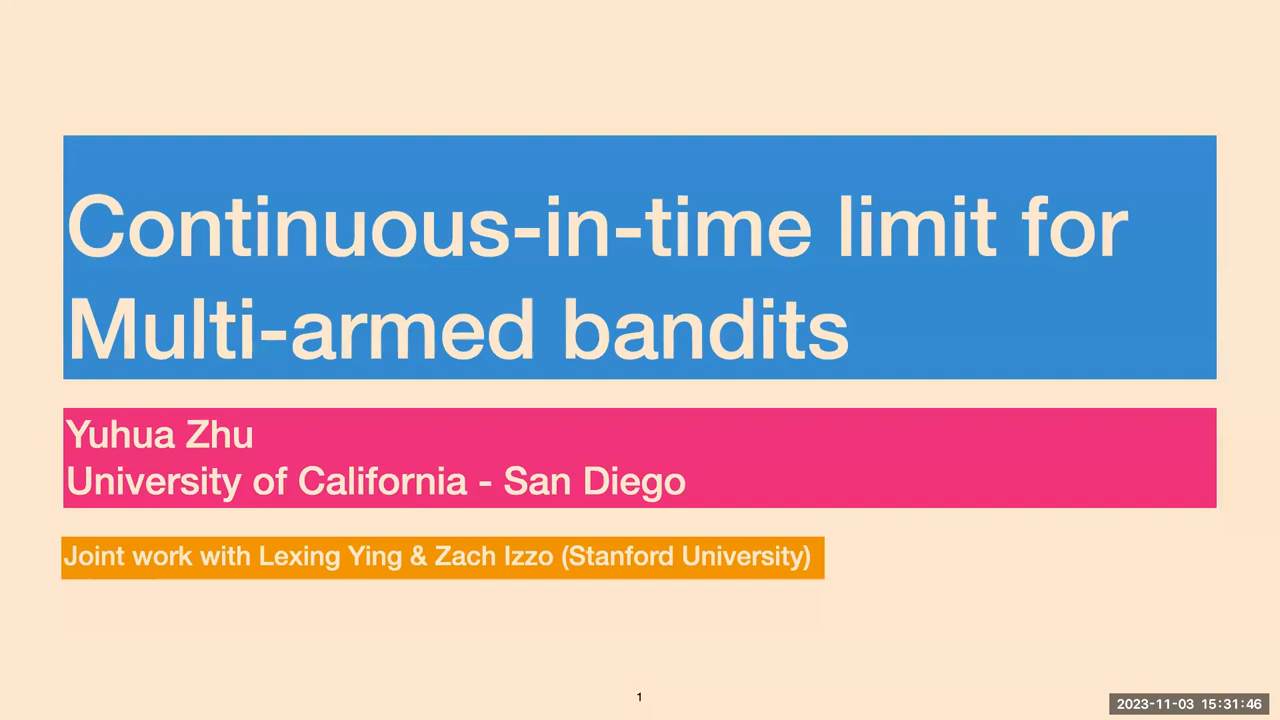 Continuous-in-time limit for
Multi-armed bandits
Yuhua Zhu
University of California - San Diego
Joint work with Lexing Ying & Zach Izzo (Stanford University)
1
2023-11-03 15:31:46